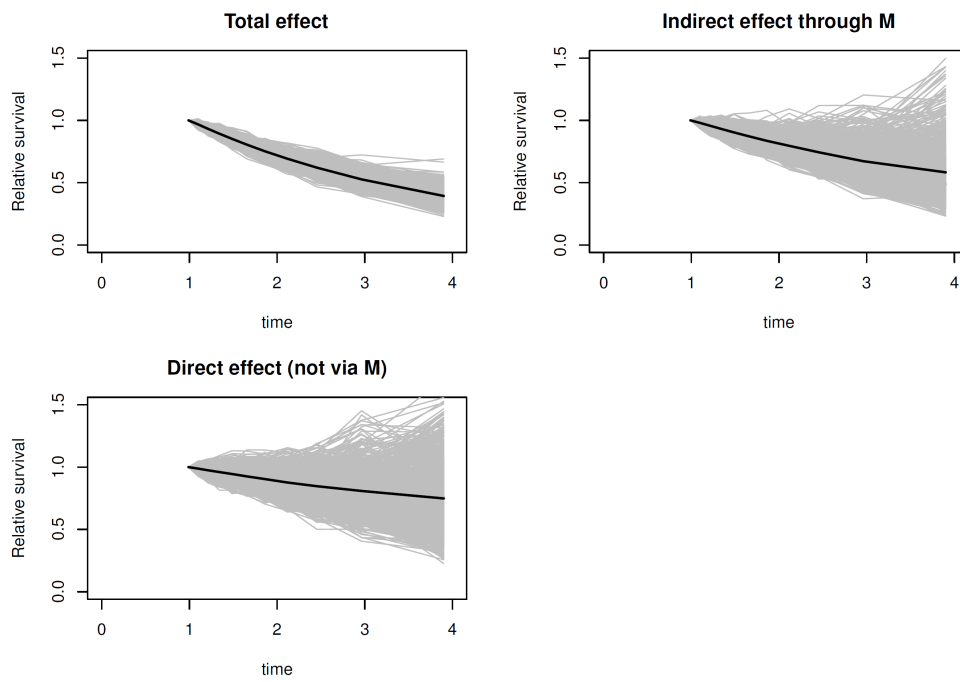 Total effect
Relative survival
0.0 0.5 1.0 1.5
0 1 2 3 4
time
Indirect effect through M
Relative survival
0.0 0.5 1.0 1.5
0 1 2 3 4
time
Direct effect (not via M)
Relative survival
0.0 0.5 1.0 1.5
0 1 2 3 4
time